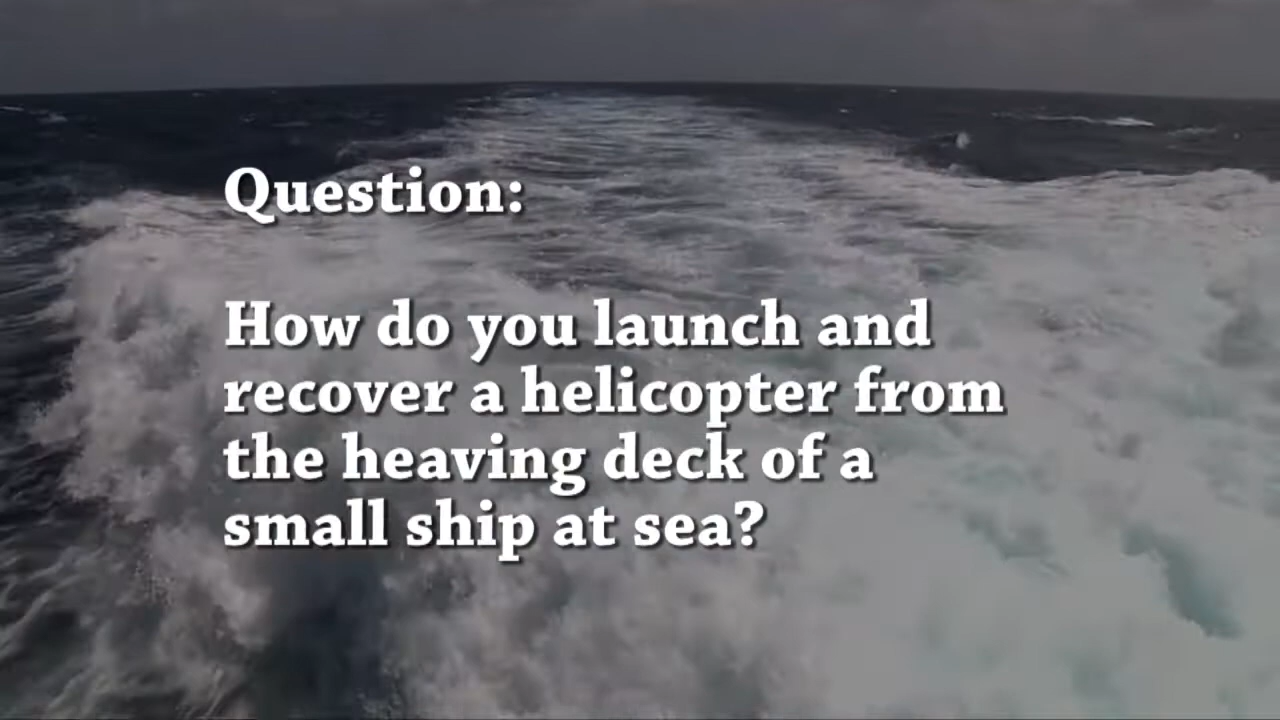 Question:
How do you launch and
recover a helicopter from
the heaving deck of a
small ship at sea?